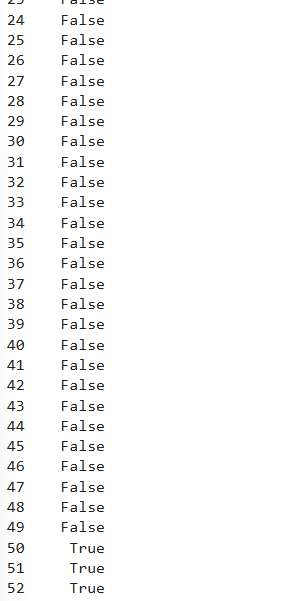 24    False
25    False
26    False
27    False
28    False
29    False
30    False
31    False
32    False
33    False
34    False
35    False
36    False
37    False
38    False
39    False
40    False
41    False
42    False
43    False
44    False
45    False
46    False
47    False
48    False
49    False
50     True
51     True
52     True